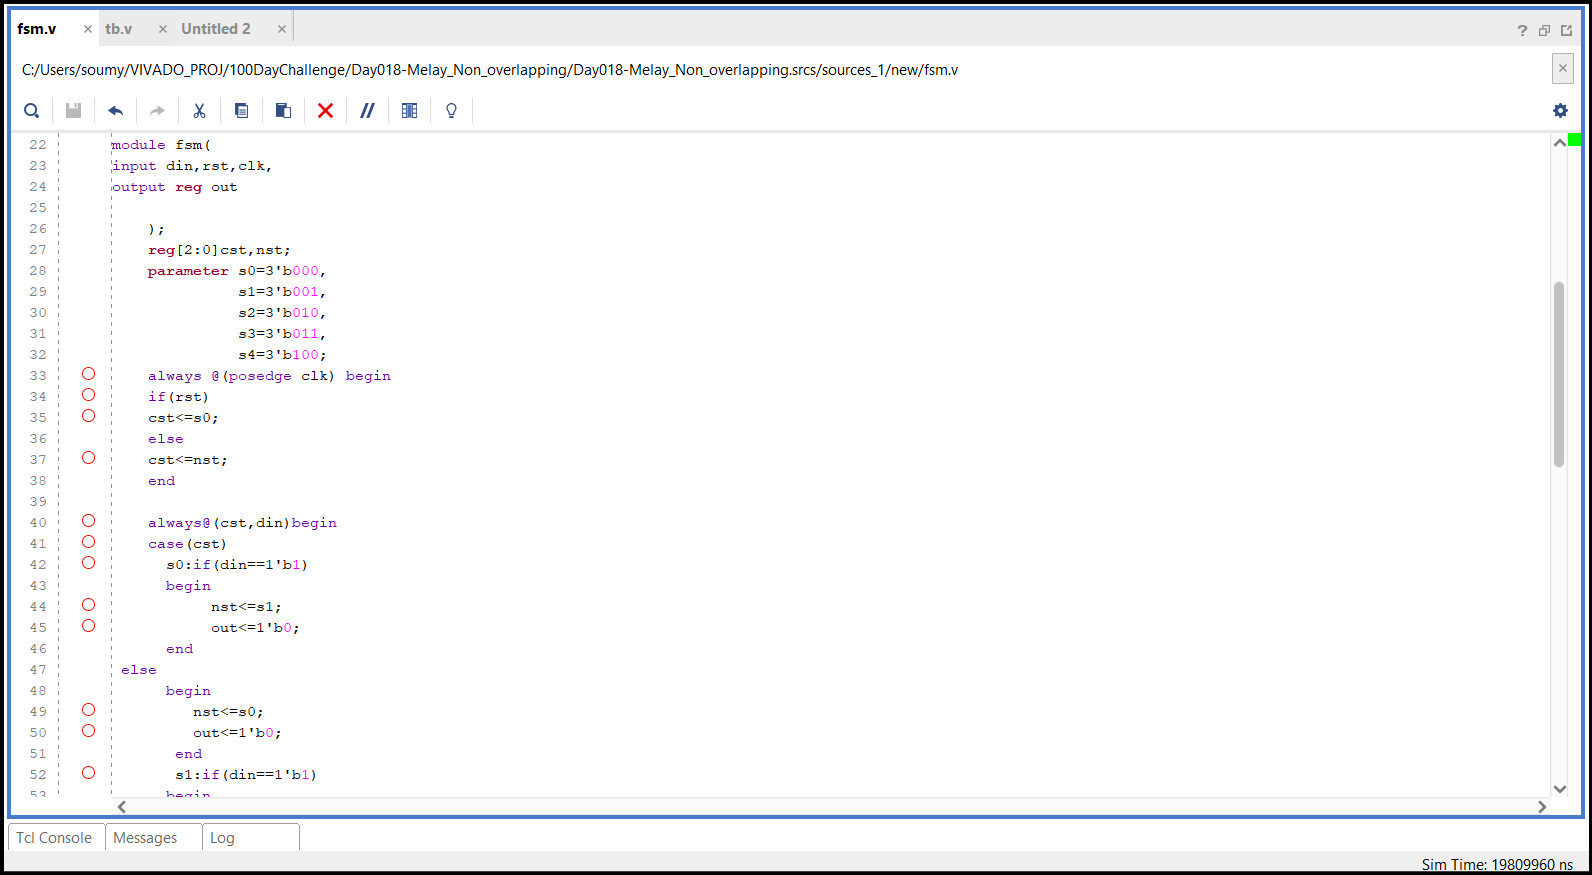 fsm.v × tb.v × Untitled 2 ×
?
C:/Users/soumy/VIVADO_PROJ/100DayChallenge/Day018-Melay_Non_overlapping/Day018-Melay_Non_overlapping.srcs/sources_1/new/fsm.v
22 module fsm(
23 input din,rst,clk,
24 output reg out
25
26 );
27 reg[2:0]cst,nst;
28 parameter s0=3'b000,
29 s1=3'b001,
30 s2=3'b010,
31 s3=3'b011,
32 s4=3'b100;
33 always @(posedge clk) begin
34 if(rst)
35 cst<=s0;
36 else
37 cst<=nst;
38 end
39
40 always@(cst,din)begin
41 case(cst)
42 s0:if(din==1'b1)
43 begin
44 nst<=s1;
45 out<=1'b0;
46 end
47 else
48 begin
49 nst<=s0;
50 out<=1'b0;
51 end
52 s1:if(din==1'b1)
53 begin
Tcl Console Messages Log
Sim Time: 19809960 ns